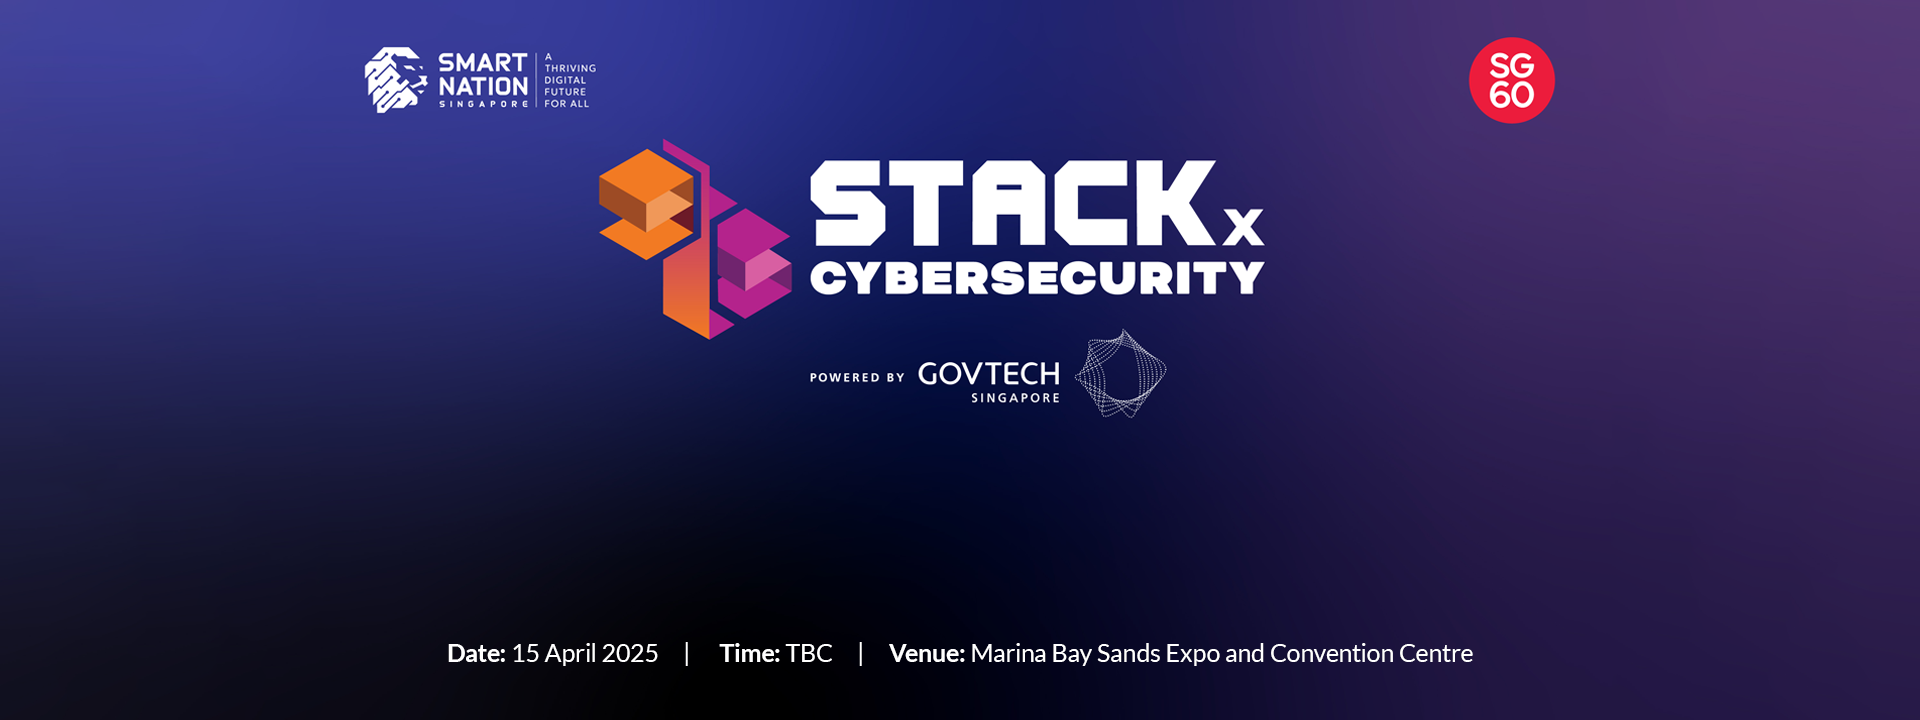 SMART
NATION
SINGAPORE
A
THRIVING
DIGITAL
FUTURE
FOR ALL
SG
60
STACK x
CYBERSECURITY
POWERED BY GOVTECH
SINGAPORE
Date: 15 April 2025 | Time: TBC | Venue: Marina Bay Sands Expo and Convention Centre